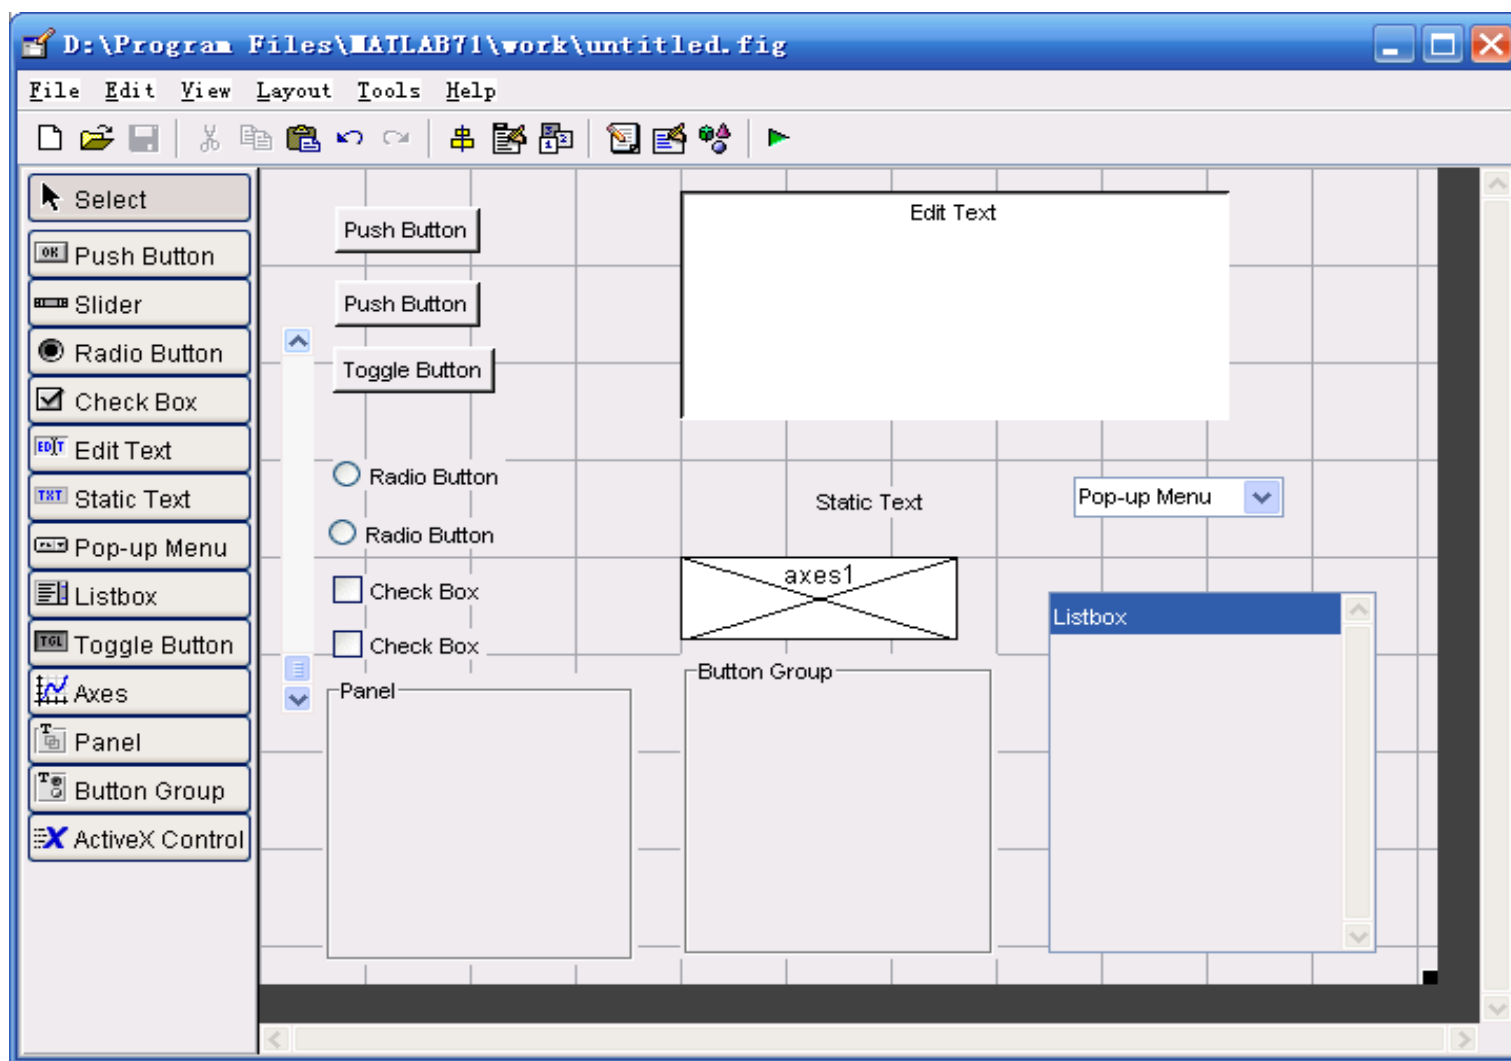 D:\Program Files\MATLAB71\work\untitled.fig
File Edit View Layout Tools Help
Select
Push Button
Slider
Radio Button
Check Box
Edit Text
Static Text
Pop-up Menu
Listbox
Toggle Button
Axes
Panel
Button Group
ActiveX Control
Push Button
Push Button
Toggle Button
Radio Button
Radio Button
Check Box
Check Box
Panel
Edit Text
Static Text
axes1
Button Group
Pop-up Menu
Listbox